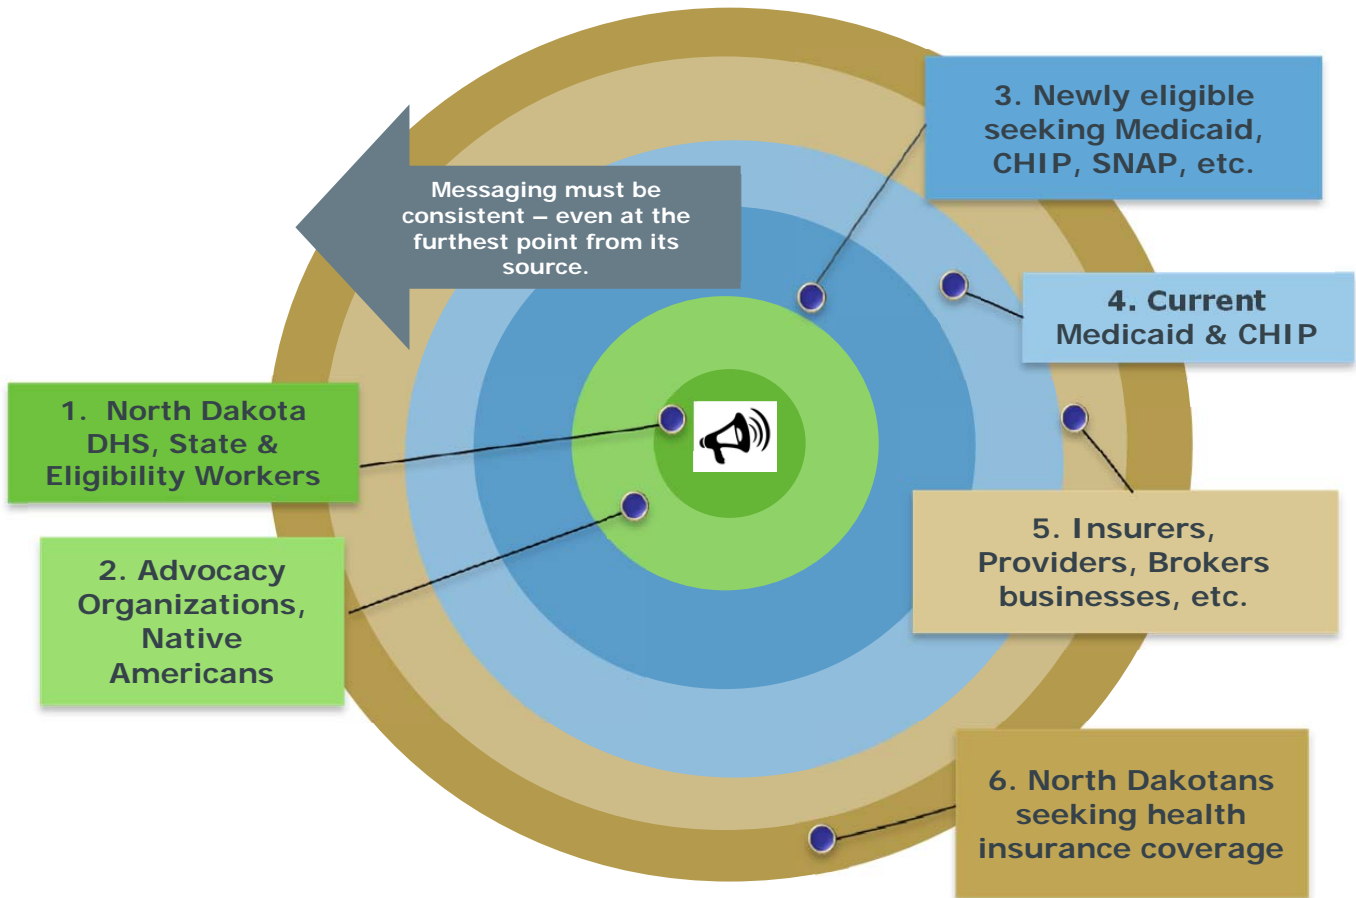 3. Newly eligible
seeking Medicaid,
CHIP, SNAP, etc.
Messaging must be
consistent – even at the
furthest point from its
source.
4. Current
Medicaid & CHIP
1. North Dakota
DHS, State &
Eligibility Workers
5. Insurers,
Providers, Brokers
businesses, etc.
2. Advocacy
Organizations,
Native
Americans
6. North Dakotans
seeking health
insurance coverage